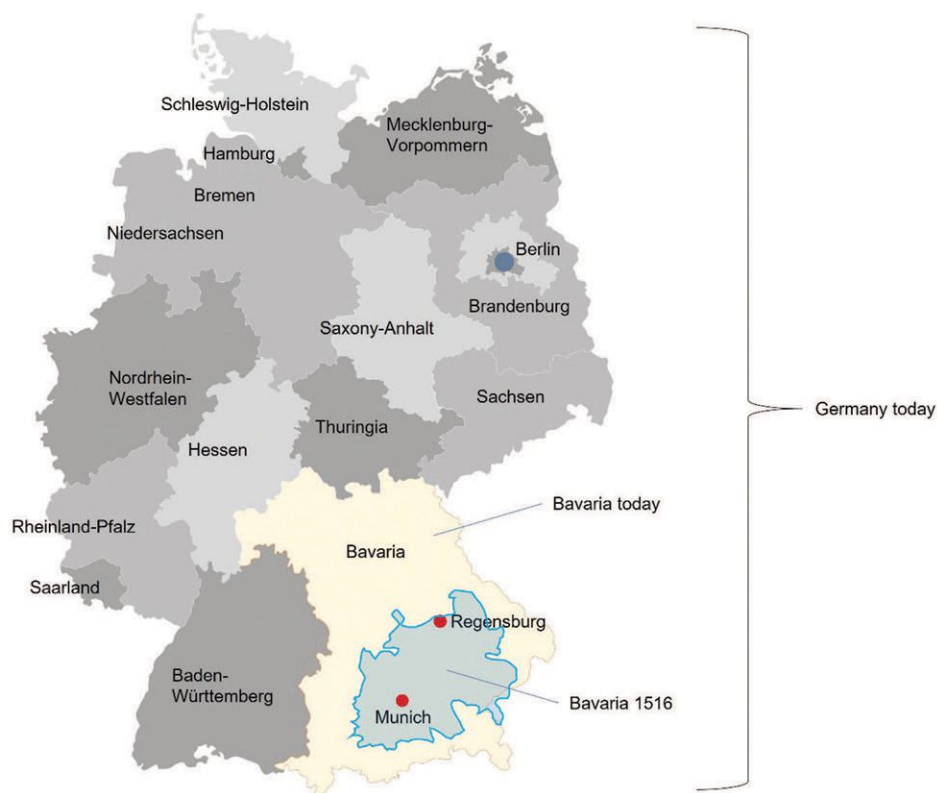 Schleswig-Holstein
Mecklenburg-
Vorpommern
Hamburg
Bremen
Niedersachsen
Berlin
Brandenburg
Saxony-Anhalt
Nordrhein-
Westfalen
Sachsen
Germany today
Thuringia
Hessen
Bavaria today
Rheinland-Pfalz
Bavaria
Saarland
Regensburg
Baden-
Württemberg
Bavaria 1516
Munich